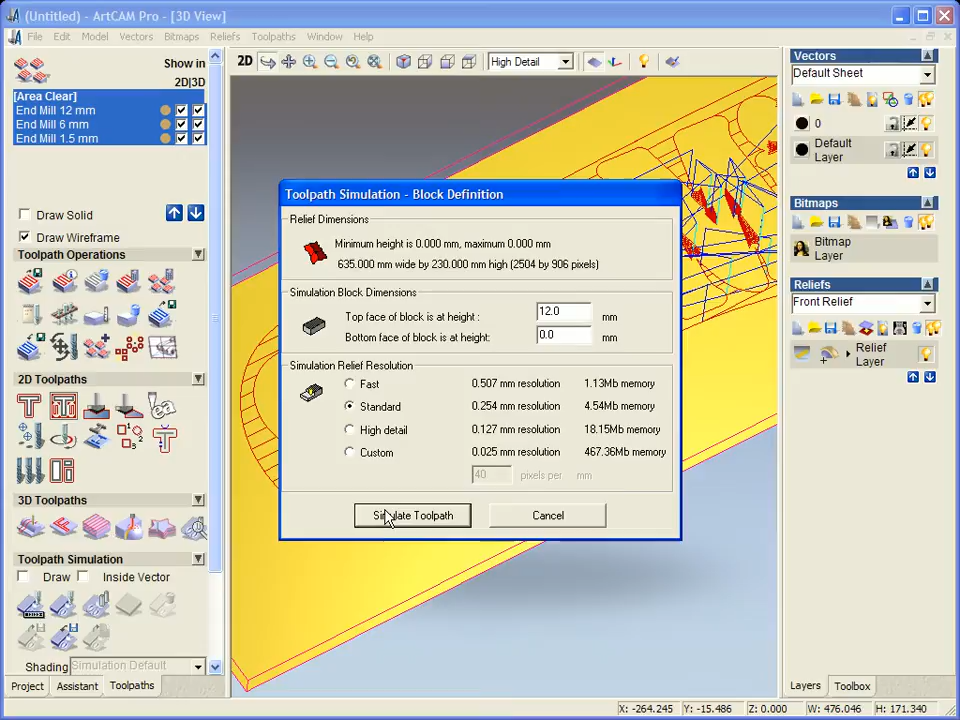 (Untitled) - ArtCAM Pro - [3D View]
File Edit Model Vectors Bitmaps Reliefs Toolpaths Window Help
Show in
2D|3D
[Area Clear]
End Mill 12 mm
End Mill 6 mm
End Mill 1.5 mm
Draw Solid
Draw Wireframe
Toolpath Operations
2D Toolpaths
3D Toolpaths
Toolpath Simulation
Draw Inside Vector
Shading Simulation Default
Project Assistant Toolpaths
2D High Detail
Toolpath Simulation - Block Definition
Relief Dimensions
Minimum height is 0.000 mm, maximum 0.000 mm
635.000 mm wide by 230.000 mm high (2504 by 906 pixels)
Simulation Block Dimensions
Top face of block is at height : 12.0 mm
Bottom face of block is at height: 0.0 mm
Simulation Relief Resolution
Fast 0.507 mm resolution 1.13Mb memory
Standard 0.254 mm resolution 4.54Mb memory
High detail 0.127 mm resolution 18.15Mb memory
Custom 0.025 mm resolution 467.36Mb memory
40 pixels per mm
Simulate Toolpath Cancel
Vectors
Default Sheet
0
Default
Layer
Bitmaps
Bitmap
Layer
Reliefs
Front Relief
Relief
Layer
Layers Toolbox
X: -264.245 Y: -15.486 Z: 0.000 W: 476.046 H: 171.340